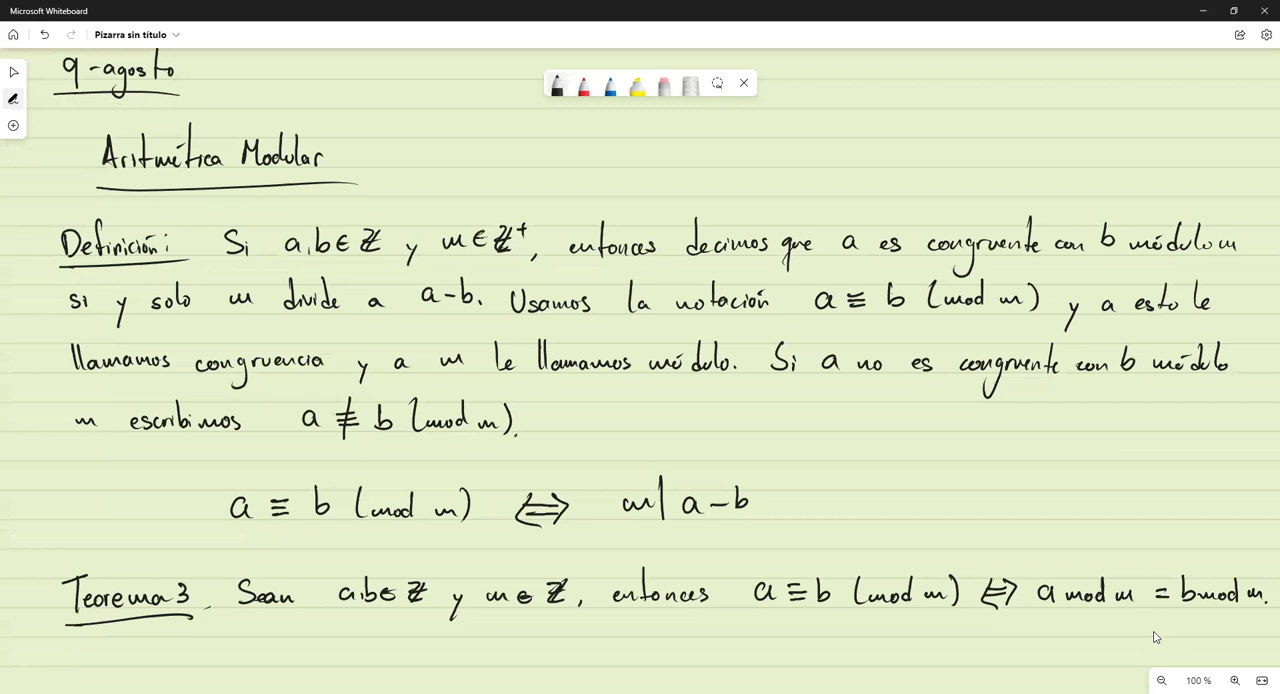 Microsoft Whiteboard
Pizarra sin título
9-agosto
Aritmética Modular
Definición: Si a,b ∈ ℤ y m ∈ ℤ⁺, entonces decimos que a es congruente con b módulo m
si y solo m divide a a-b. Usamos la notación a ≡ b (mod m) y a esto le
llamamos congruencia y a m le llamamos módulo. Si a no es congruente con b módulo
m escribimos a ≢ b (mod m).
a ≡ b (mod m) ⇔ m | a-b
Teorema 3. Sean a,b ∈ ℤ y m ∈ ℤ, entonces a ≡ b (mod m) ⇔ a mod m = b mod m.
100 %